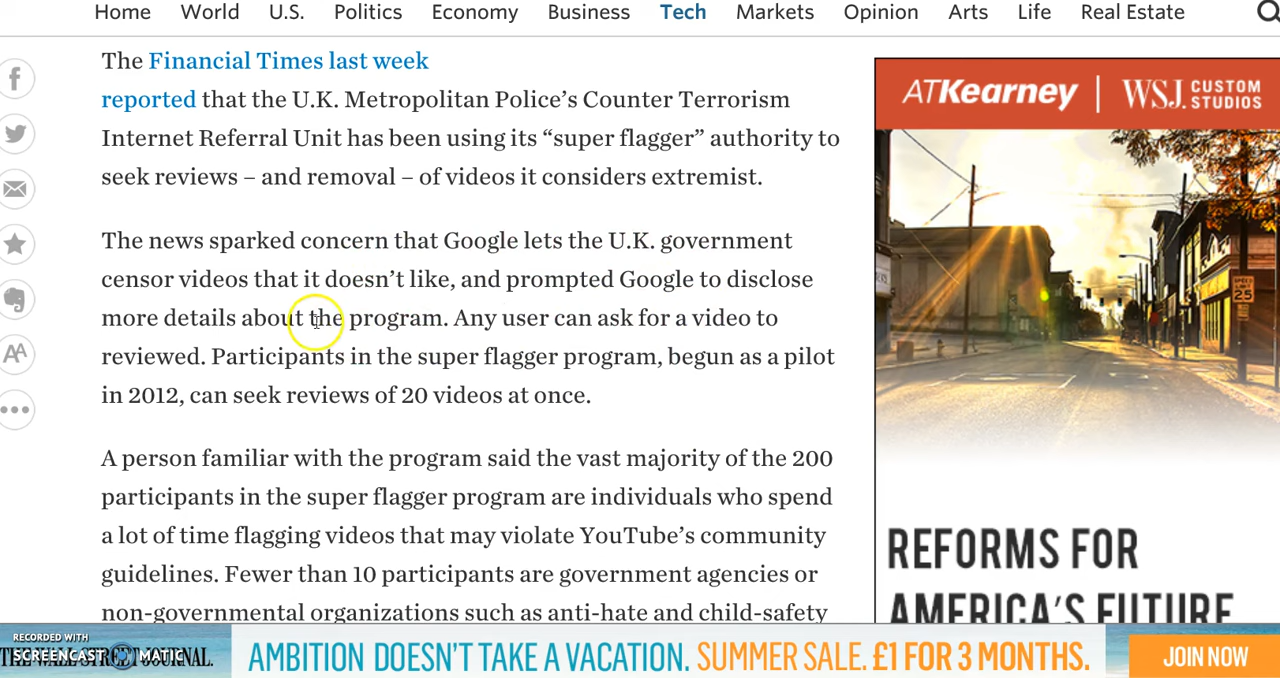 Home World U.S. Politics Economy Business Tech Markets Opinion Arts Life Real Estate
The Financial Times last week
reported that the U.K. Metropolitan Police’s Counter Terrorism
Internet Referral Unit has been using its “super flagger” authority to
seek reviews – and removal – of videos it considers extremist.
The news sparked concern that Google lets the U.K. government
censor videos that it doesn’t like, and prompted Google to disclose
more details about the program. Any user can ask for a video to
reviewed. Participants in the super flagger program, begun as a pilot
in 2012, can seek reviews of 20 videos at once.
A person familiar with the program said the vast majority of the 200
participants in the super flagger program are individuals who spend
a lot of time flagging videos that may violate YouTube’s community
guidelines. Fewer than 10 participants are government agencies or
non-governmental organizations such as anti-hate and child-safety
AA
ATKearney | WSJ. CUSTOM
STUDIOS
SPEED
LIMIT
25
REFORMS FOR
AMERICA'S FUTURE
RECORDED WITH
SCREENCAST MATIC
THE WALL STREET JOURNAL.
AMBITION DOESN'T TAKE A VACATION. SUMMER SALE. £1 FOR 3 MONTHS.
JOIN NOW